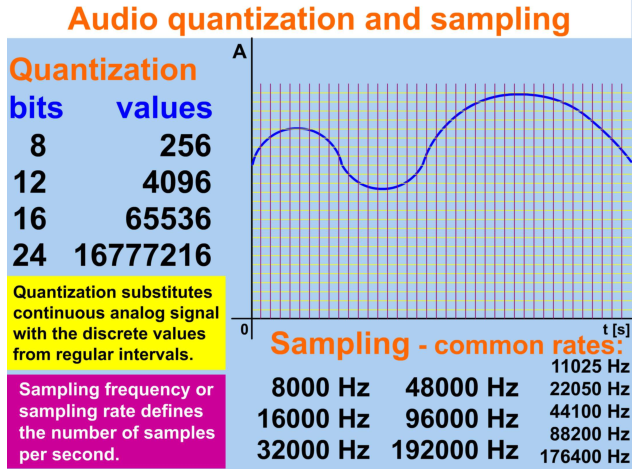 Audio quantization and sampling
Quantization
bits values
8 256
12 4096
16 65536
24 16777216
Quantization substitutes
continuous analog signal
with the discrete values
from regular intervals.
Sampling frequency or
sampling rate defines
the number of samples
per second.
A
0
t [s]
Sampling - common rates:
8000 Hz 48000 Hz
16000 Hz 96000 Hz
32000 Hz 192000 Hz
11025 Hz
22050 Hz
44100 Hz
88200 Hz
176400 Hz